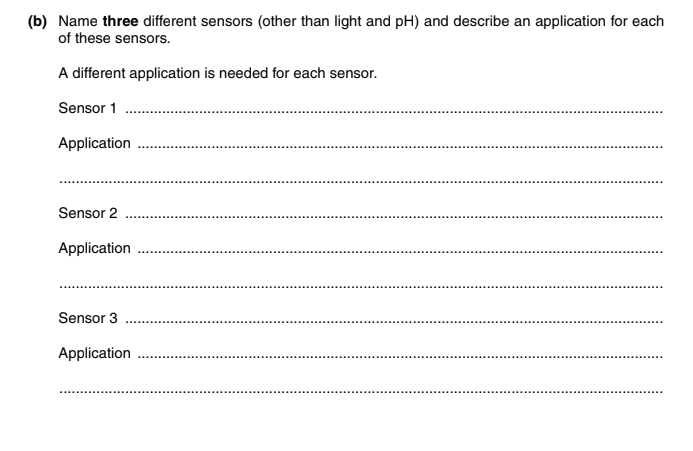 (b) Name three different sensors (other than light and pH) and describe an application for each
of these sensors.
A different application is needed for each sensor.
Sensor 1 ..........................................................................................................................................
Application ......................................................................................................................................
..........................................................................................................................................................
Sensor 2 ..........................................................................................................................................
Application ......................................................................................................................................
..........................................................................................................................................................
Sensor 3 ..........................................................................................................................................
Application ......................................................................................................................................
..........................................................................................................................................................